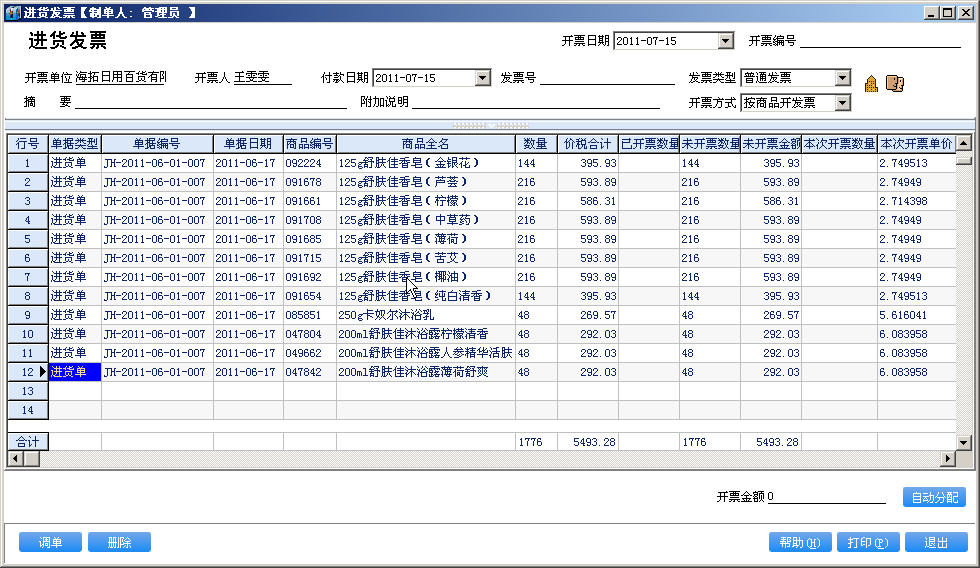 进货发票【制单人: 管理员 】
进货发票
开票日期 2011-07-15 开票编号
开票单位 海拓日用百货有限 开票人 王雯雯 付款日期 2011-07-15 发票号 发票类型 普通发票
摘 要 附加说明 开票方式 按商品开发票
行号 单据类型 单据编号 单据日期 商品编号 商品全名 数量 价税合计 已开票数量 未开票数量 未开票金额 本次开票数量 本次开票单价
1 进货单 JH-2011-06-01-007 2011-06-17 092224 125g舒肤佳香皂(金银花) 144 395.93 144 395.93 2.749513
2 进货单 JH-2011-06-01-007 2011-06-17 091678 125g舒肤佳香皂(芦荟) 216 593.89 216 593.89 2.74949
3 进货单 JH-2011-06-01-007 2011-06-17 091661 125g舒肤佳香皂(柠檬) 216 586.31 216 586.31 2.714398
4 进货单 JH-2011-06-01-007 2011-06-17 091708 125g舒肤佳香皂(中草药) 216 593.89 216 593.89 2.74949
5 进货单 JH-2011-06-01-007 2011-06-17 091685 125g舒肤佳香皂(薄荷) 216 593.89 216 593.89 2.74949
6 进货单 JH-2011-06-01-007 2011-06-17 091715 125g舒肤佳香皂(苦艾) 216 593.89 216 593.89 2.74949
7 进货单 JH-2011-06-01-007 2011-06-17 091692 125g舒肤佳香皂(椰油) 216 593.89 216 593.89 2.74949
8 进货单 JH-2011-06-01-007 2011-06-17 091654 125g舒肤佳香皂(纯白清香) 144 395.93 144 395.93 2.749513
9 进货单 JH-2011-06-01-007 2011-06-17 085851 250g卡奴尔沐浴乳 48 269.57 48 269.57 5.616041
10 进货单 JH-2011-06-01-007 2011-06-17 047804 200ml舒肤佳沐浴露柠檬清香 48 292.03 48 292.03 6.083958
11 进货单 JH-2011-06-01-007 2011-06-17 049662 200ml舒肤佳沐浴露人参精华活肤 48 292.03 48 292.03 6.083958
12 进货单 JH-2011-06-01-007 2011-06-17 047842 200ml舒肤佳沐浴露薄荷舒爽 48 292.03 48 292.03 6.083958
13
14
合计 1776 5493.28 1776 5493.28
开票金额 0 自动分配
调单 删除 帮助(H) 打印(P) 退出